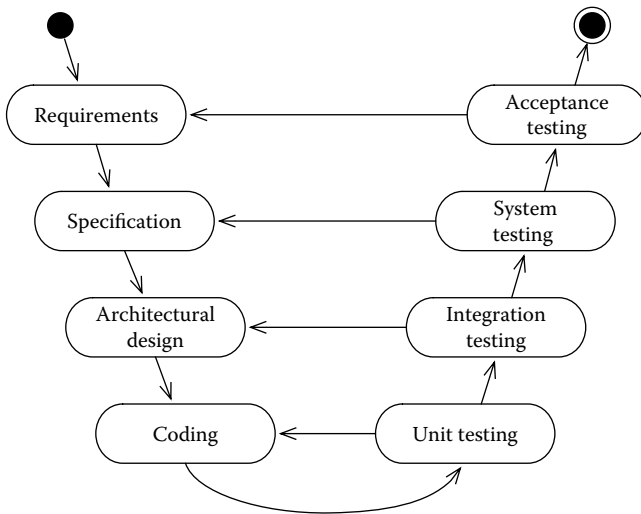 Requirements
Acceptance
testing
Specification
System
testing
Architectural
design
Integration
testing
Coding
Unit testing